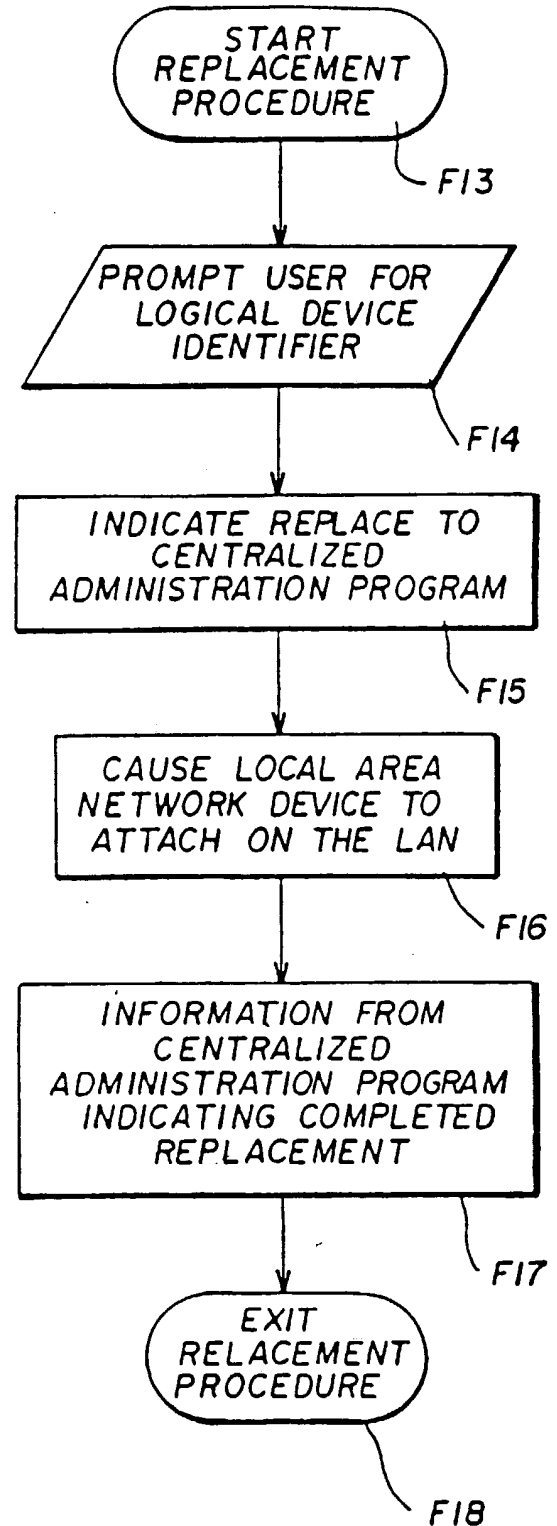 START
REPLACEMENT
PROCEDURE
F13
PROMPT USER FOR
LOGICAL DEVICE
IDENTIFIER
F14
INDICATE REPLACE TO
CENTRALIZED
ADMINISTRATION PROGRAM
F15
CAUSE LOCAL AREA
NETWORK DEVICE TO
ATTACH ON THE LAN
F16
INFORMATION FROM
CENTRALIZED
ADMINISTRATION PROGRAM
INDICATING COMPLETED
REPLACEMENT
F17
EXIT
RELACEMENT
PROCEDURE
F18